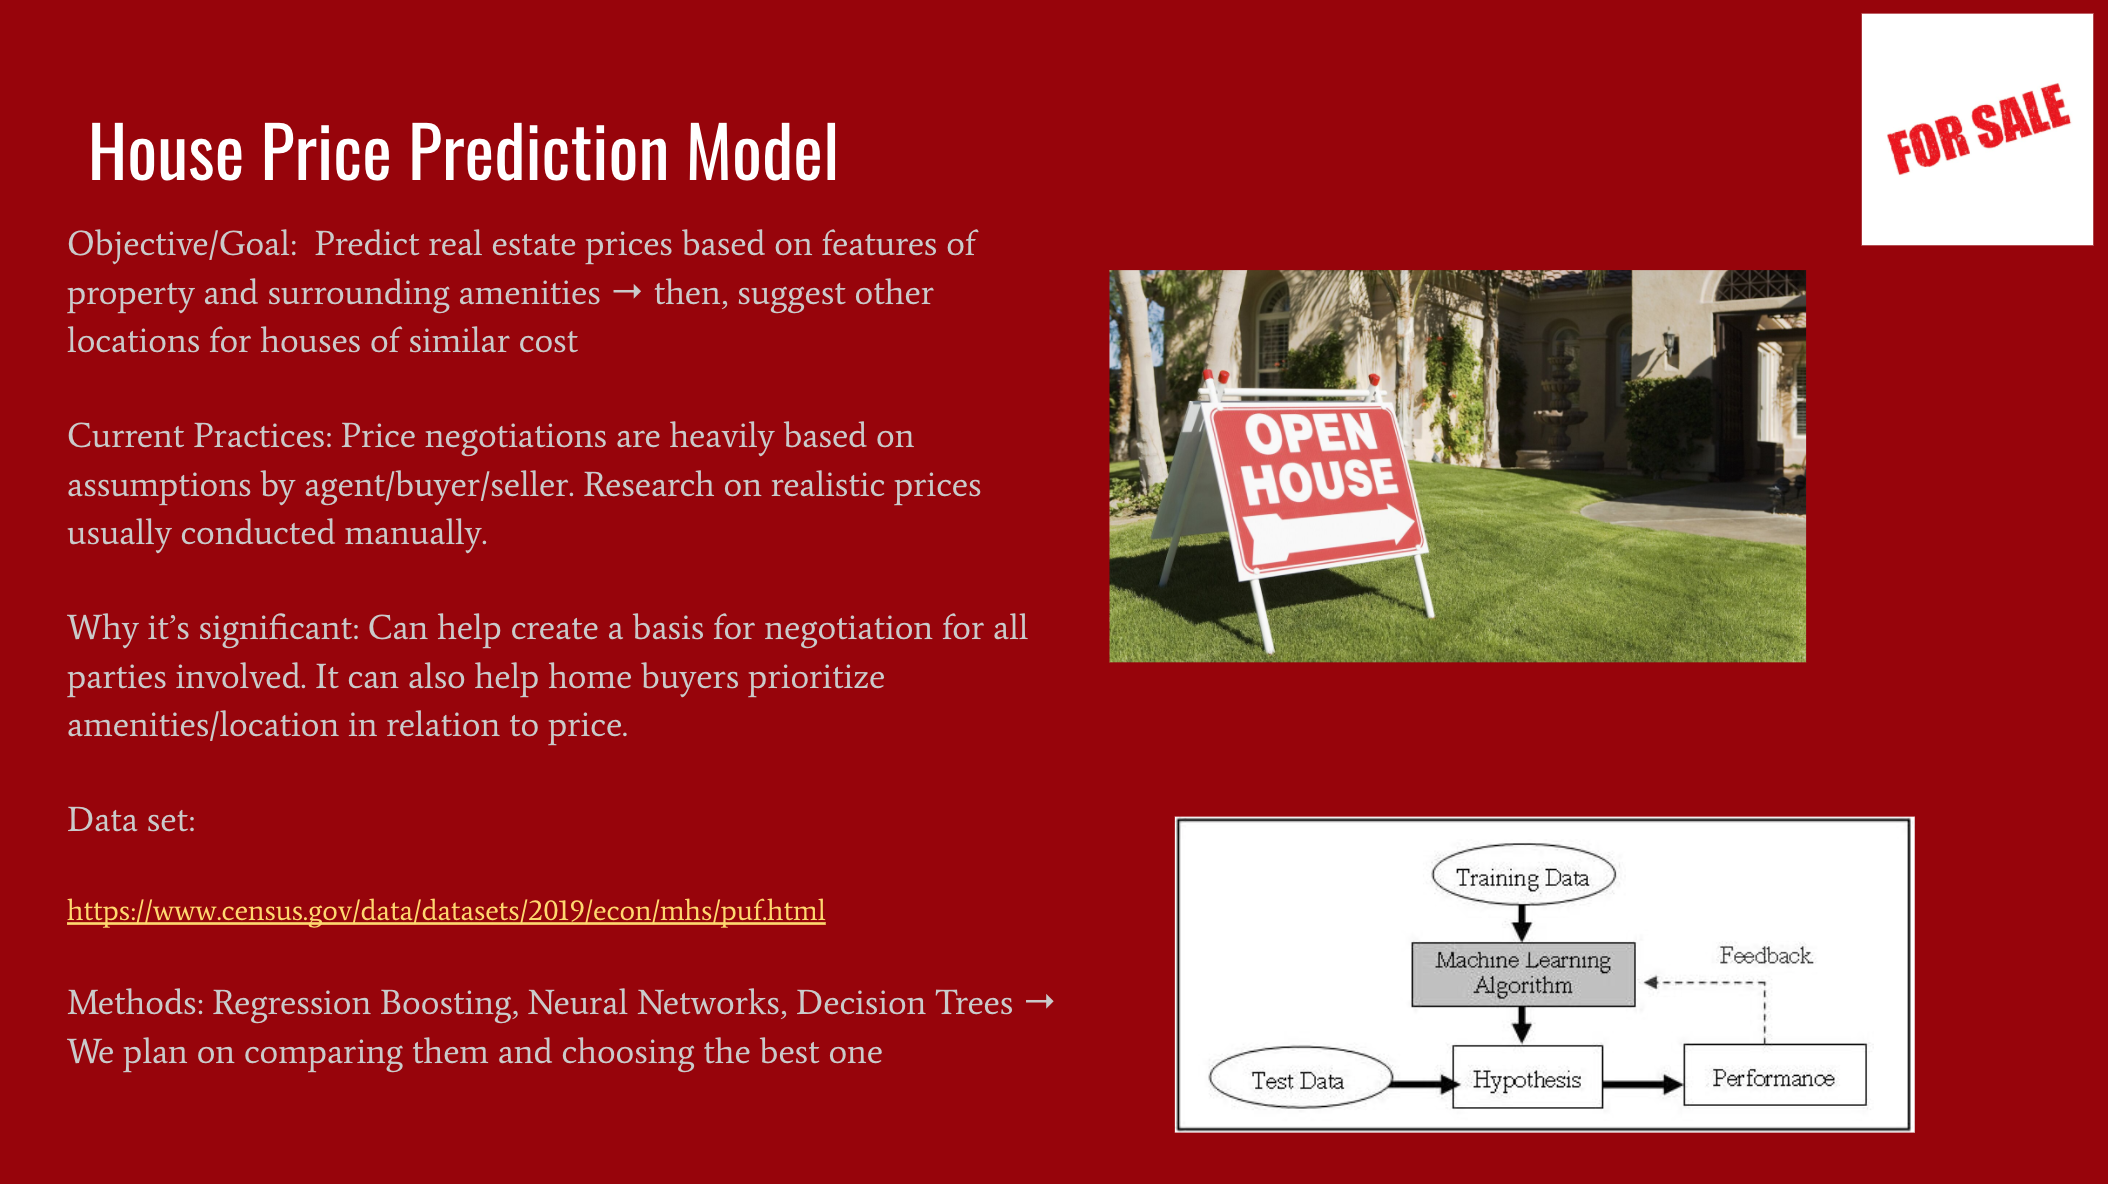 FOR SALE
House Price Prediction Model
Objective/Goal:  Predict real estate prices based on features of
property and surrounding amenities → then, suggest other
locations for houses of similar cost
Current Practices: Price negotiations are heavily based on
assumptions by agent/buyer/seller. Research on realistic prices
usually conducted manually.
Why it’s significant: Can help create a basis for negotiation for all
parties involved. It can also help home buyers prioritize
amenities/location in relation to price.
Data set:
https://www.census.gov/data/datasets/2019/econ/mhs/puf.html
Methods: Regression Boosting, Neural Networks, Decision Trees →
We plan on comparing them and choosing the best one
OPEN
HOUSE
Training Data
Machine Learning
Algorithm
Feedback
Test Data
Hypothesis
Performance